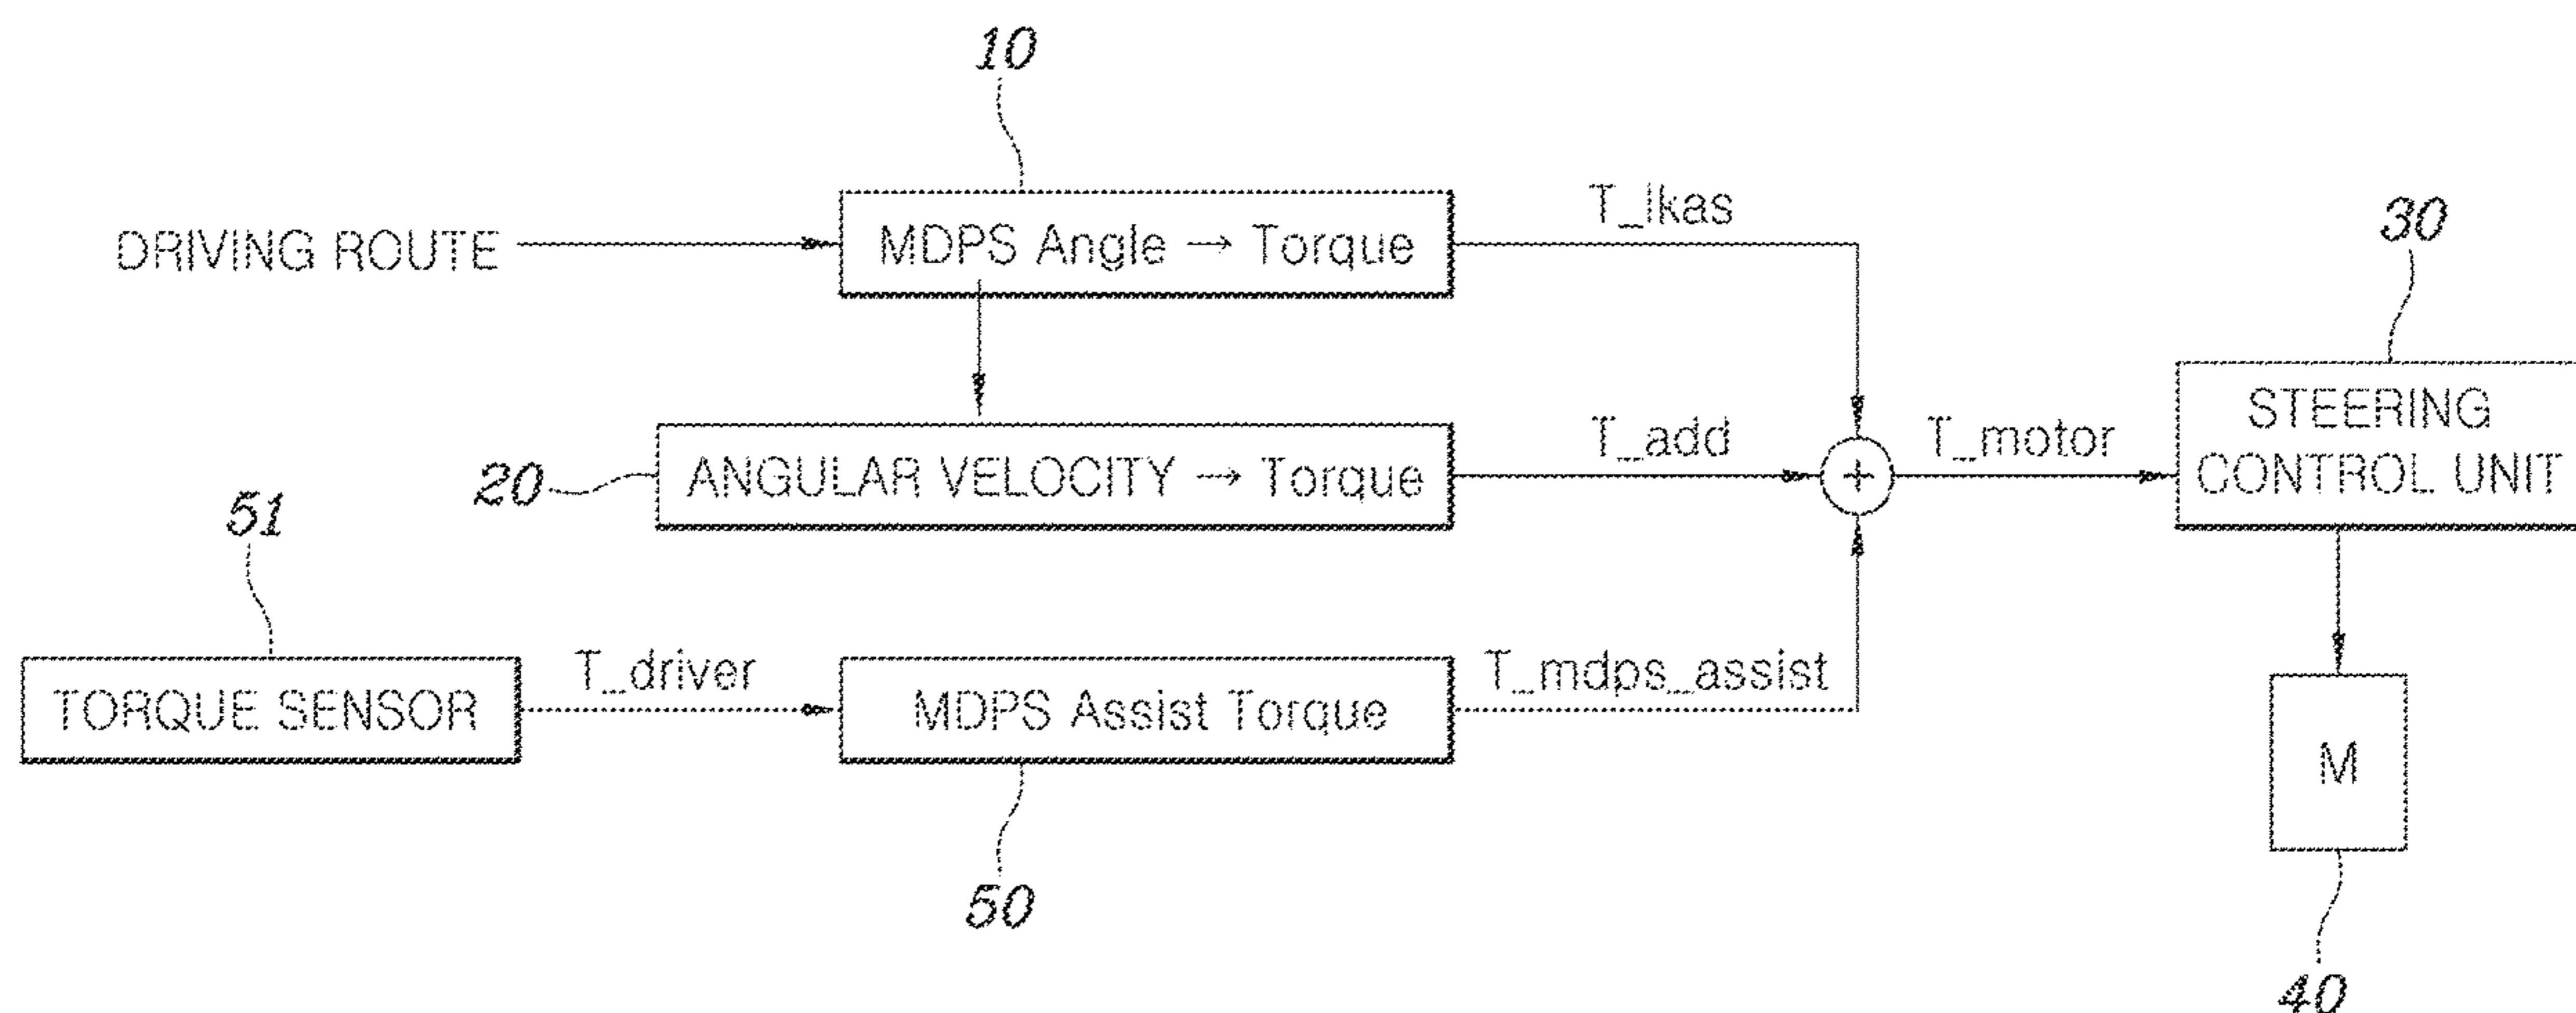 10
T_lkas
30
DRIVING ROUTE
MDPS Angle → Torque
STEERING
CONTROL UNIT
T_add
T_motor
20
ANGULAR VELOCITY → Torque
+
51
T_driver
T_mdps_assist
TORQUE SENSOR
MDPS Assist Torque
M
50
40